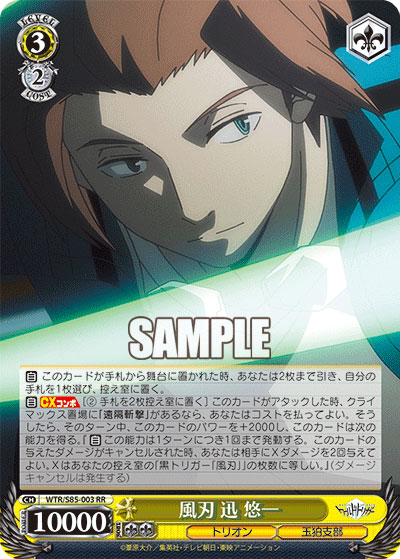 LEVEL
3
2
COST
SAMPLE
自 このカードが手札から舞台に置かれた時、あなたは2枚まで引き、自分の
手札を1枚選び、控え室に置く。
自 CXコンボ [② 手札を2枚控え室に置く] このカードがアタックした時、クライ
マックス置場に「遠隔斬撃」があるなら、あなたはコストを払ってよい。そう
したら、そのターン中、このカードのパワーを+2000し、このカードは次の
能力を得る。『自 この能力は1ターンにつき1回まで発動する。このカード
の与えたダメージがキャンセルされた時、あなたは相手にXダメージを2回与えて
よい。Xはあなたの控え室の「黒トリガー「風刃」」の枚数に等しい。』(ダメージ
キャンセルは発生する)
CH WTR/S85-003 RR
POWER
10000
風刃 迅 悠一
トリオン
玉狛支部
©葦原大介/集英社・テレビ朝日・東映アニメーション